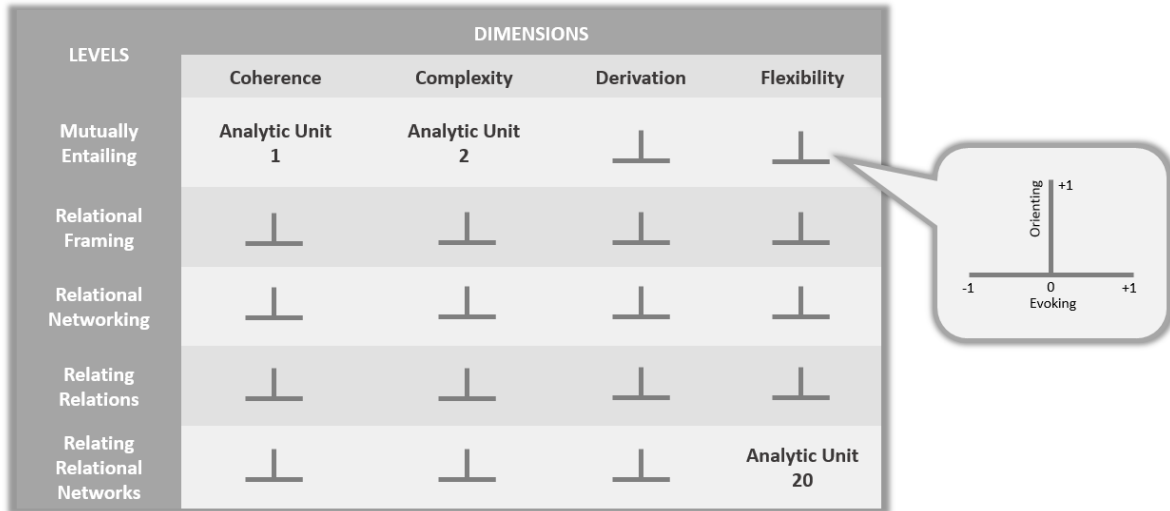 LEVELS
DIMENSIONS
Coherence
Complexity
Derivation
Flexibility
Mutually
Entailing
Analytic Unit
1
Analytic Unit
2
Relational
Framing
Relational
Networking
Relating
Relations
Relating
Relational
Networks
Analytic Unit
20
Orienting
+1
-1
0
+1
Evoking